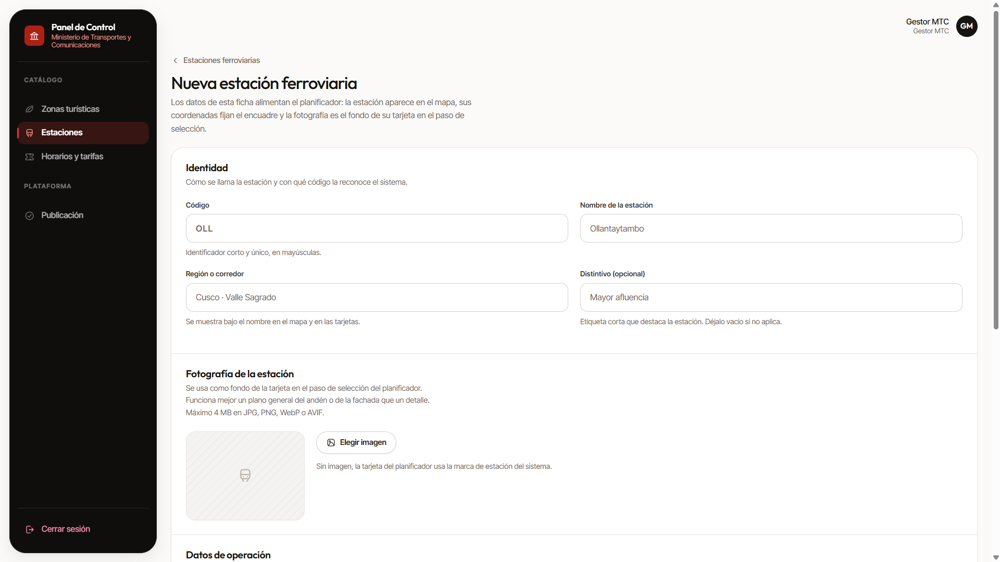 Panel de Control
Ministerio de Transportes y
Comunicaciones
CATÁLOGO
Zonas turísticas
Estaciones
Horarios y tarifas
PLATAFORMA
Publicación
Cerrar sesión
Gestor MTC
Gestor MTC
GM
Estaciones ferroviarias
Nueva estación ferroviaria
Los datos de esta ficha alimentan el planificador: la estación aparece en el mapa, sus
coordenadas fijan el encuadre y la fotografía es el fondo de su tarjeta en el paso de
selección.
Identidad
Cómo se llama la estación y con qué código la reconoce el sistema.
Código
OLL
Identificador corto y único, en mayúsculas.
Nombre de la estación
Ollantaytambo
Región o corredor
Cusco · Valle Sagrado
Se muestra bajo el nombre en el mapa y en las tarjetas.
Distintivo (opcional)
Mayor afluencia
Etiqueta corta que destaca la estación. Déjalo vacío si no aplica.
Fotografía de la estación
Se usa como fondo de la tarjeta en el paso de selección del planificador.
Funciona mejor un plano general del andén o de la fachada que un detalle.
Máximo 4 MB en JPG, PNG, WebP o AVIF.
Elegir imagen
Sin imagen, la tarjeta del planificador usa la marca de estación del sistema.
Datos de operación